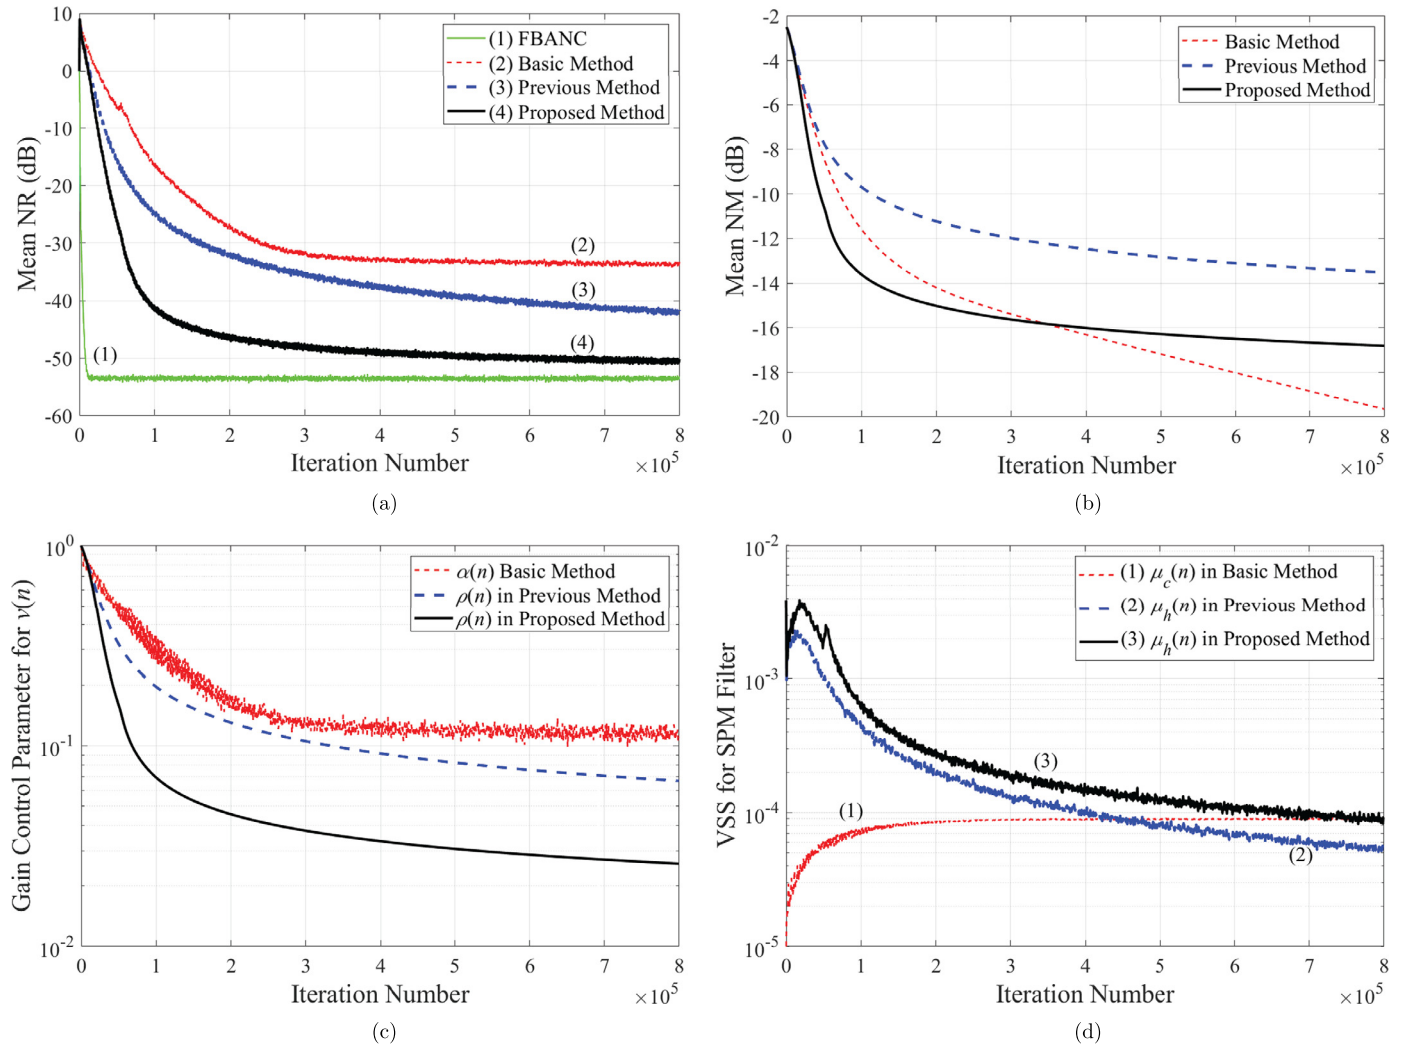 10
0
-10
-20
-30
-40
-50
-60
Mean NR (dB)
(1) FBANC
(2) Basic Method
(3) Previous Method
(4) Proposed Method
(2)
(3)
(4)
(1)
0 1 2 3 4 5 6 7 8
Iteration Number
×10^5
(a)
-2
-4
-6
-8
-10
-12
-14
-16
-18
-20
Mean NM (dB)
Basic Method
Previous Method
Proposed Method
0 1 2 3 4 5 6 7 8
Iteration Number
×10^5
(b)
10^0
10^-1
10^-2
Gain Control Parameter for v(n)
α(n) Basic Method
ρ(n) in Previous Method
ρ(n) in Proposed Method
0 1 2 3 4 5 6 7 8
Iteration Number
×10^5
(c)
10^-2
10^-3
10^-4
10^-5
VSS for SPM Filter
(1) μ_c(n) in Basic Method
(2) μ_h(n) in Previous Method
(3) μ_h(n) in Proposed Method
(3)
(1)
(2)
0 1 2 3 4 5 6 7 8
Iteration Number
×10^5
(d)